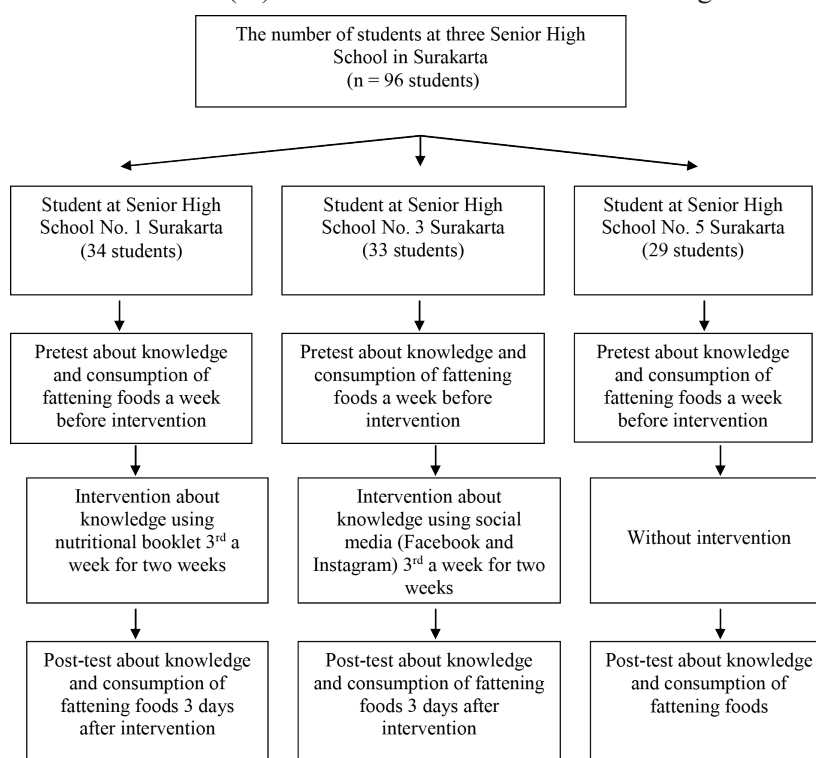 The number of students at three Senior High
School in Surakarta
(n = 96 students)
Student at Senior High
School No. 1 Surakarta
(34 students)
Student at Senior High
School No. 3 Surakarta
(33 students)
Student at Senior High
School No. 5 Surakarta
(29 students)
Pretest about knowledge
and consumption of
fattening foods a week
before intervention
Pretest about knowledge and
consumption of fattening
foods a week before
intervention
Pretest about knowledge
and consumption of
fattening foods a week
before intervention
Intervention about
knowledge using
nutritional booklet 3rd a
week for two weeks
Intervention about
knowledge using social
media (Facebook and
Instagram) 3rd a week for two
weeks
Without intervention
Post-test about knowledge
and consumption of
fattening foods 3 days
after intervention
Post-test about knowledge
and consumption of fattening
foods 3 days after
intervention
Post-test about knowledge
and consumption of
fattening foods